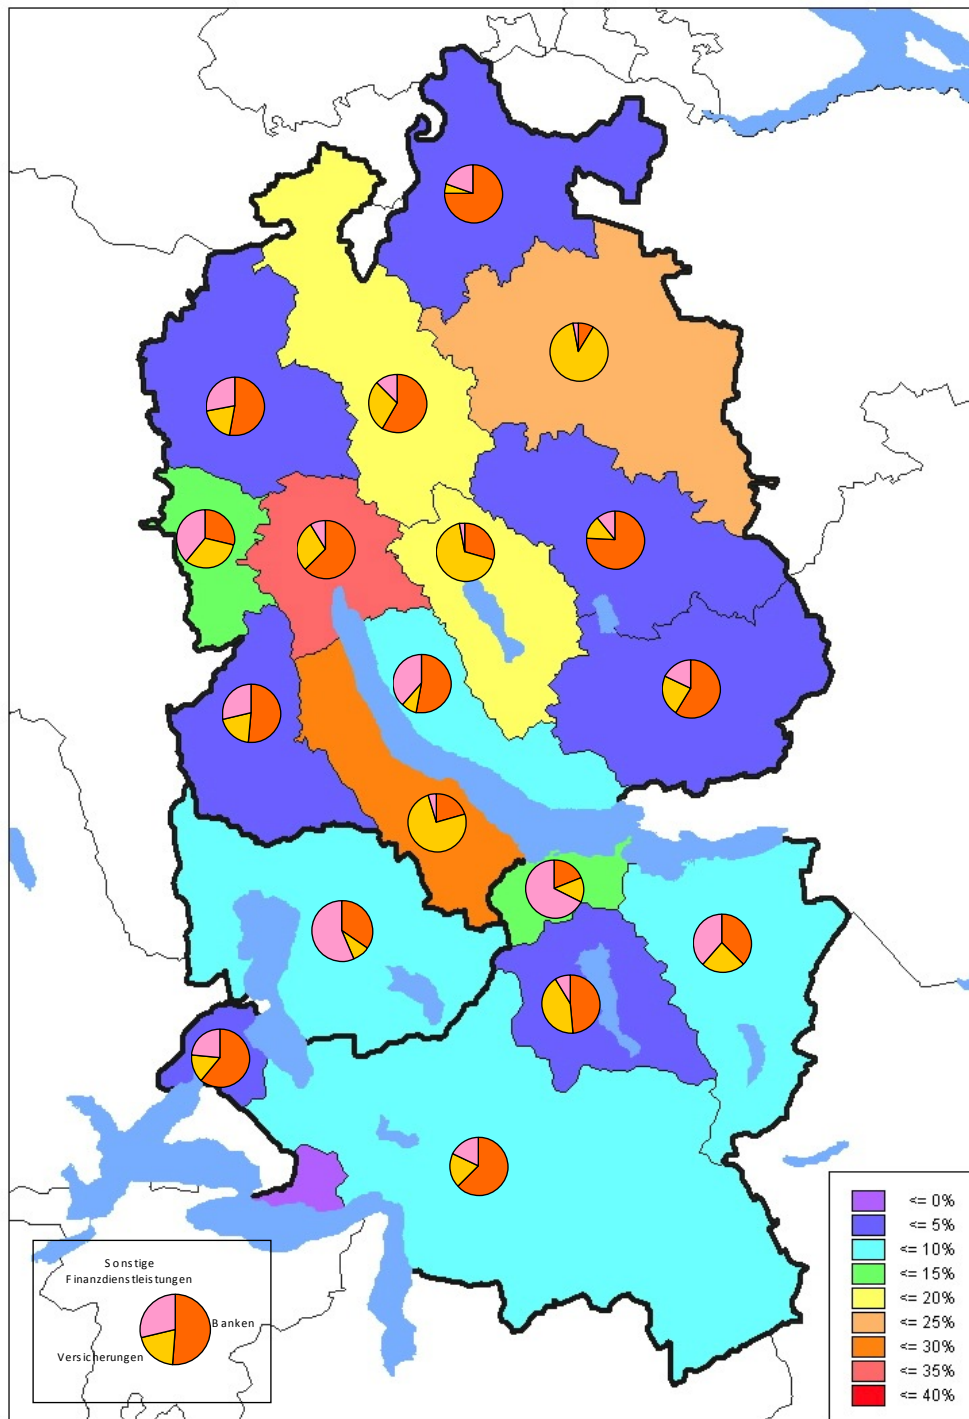 Sonstige
Finanzdienstleistungen
Banken
Versicherungen
<= 0%
<= 5%
<= 10%
<= 15%
<= 20%
<= 25%
<= 30%
<= 35%
<= 40%